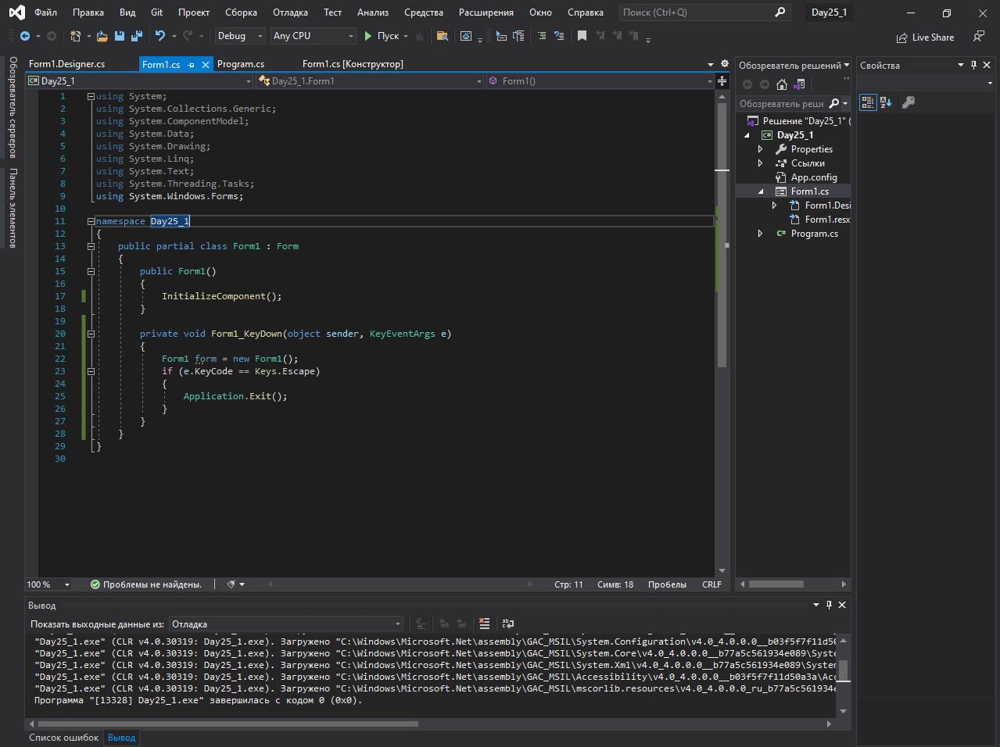 Файл Правка Вид Git Проект Сборка Отладка Тест Анализ Средства Расширения Окно Справка Поиск (Ctrl+Q) Day25_1
Debug Any CPU Пуск Live Share
Обозреватель серверов
Панель элементов
Form1.Designer.cs Form1.cs Program.cs Form1.cs [Конструктор]
Day25_1 Day25_1.Form1 Form1()
1 using System;
2 using System.Collections.Generic;
3 using System.ComponentModel;
4 using System.Data;
5 using System.Drawing;
6 using System.Linq;
7 using System.Text;
8 using System.Threading.Tasks;
9 using System.Windows.Forms;
10
11 namespace Day25_1
12 {
13 public partial class Form1 : Form
14 {
15 public Form1()
16 {
17 InitializeComponent();
18 }
19
20 private void Form1_KeyDown(object sender, KeyEventArgs e)
21 {
22 Form1 form = new Form1();
23 if (e.KeyCode == Keys.Escape)
24 {
25 Application.Exit();
26 }
27 }
28 }
29 }
30
100 % Проблемы не найдены. Стр: 11 Симв: 18 Пробелы CRLF
Обозреватель решений
Обозреватель реше
Решение "Day25_1" (
Day25_1
Properties
Ссылки
App.config
Form1.cs
Form1.Desi
Form1.resx
Program.cs
Свойства
Вывод
Показать выходные данные из: Отладка
"Day25_1.exe" (CLR v4.0.30319: Day25_1.exe). Загружено "C:\Windows\Microsoft.Net\assembly\GAC_MSIL\System.Configuration\v4.0_4.0.0.0__b03f5f7f11d50
"Day25_1.exe" (CLR v4.0.30319: Day25_1.exe). Загружено "C:\Windows\Microsoft.Net\assembly\GAC_MSIL\System.Core\v4.0_4.0.0.0__b77a5c561934e089\Syste
"Day25_1.exe" (CLR v4.0.30319: Day25_1.exe). Загружено "C:\Windows\Microsoft.Net\assembly\GAC_MSIL\System.Xml\v4.0_4.0.0.0__b77a5c561934e089\System
"Day25_1.exe" (CLR v4.0.30319: Day25_1.exe). Загружено "C:\Windows\Microsoft.Net\assembly\GAC_MSIL\Accessibility\v4.0_4.0.0.0__b03f5f7f11d50a3a\Acc
"Day25_1.exe" (CLR v4.0.30319: Day25_1.exe). Загружено "C:\Windows\Microsoft.Net\assembly\GAC_MSIL\mscorlib.resources\v4.0_4.0.0.0_ru_b77a5c561934e
Программа "[13328] Day25_1.exe" завершилась с кодом 0 (0x0).
Список ошибок Вывод